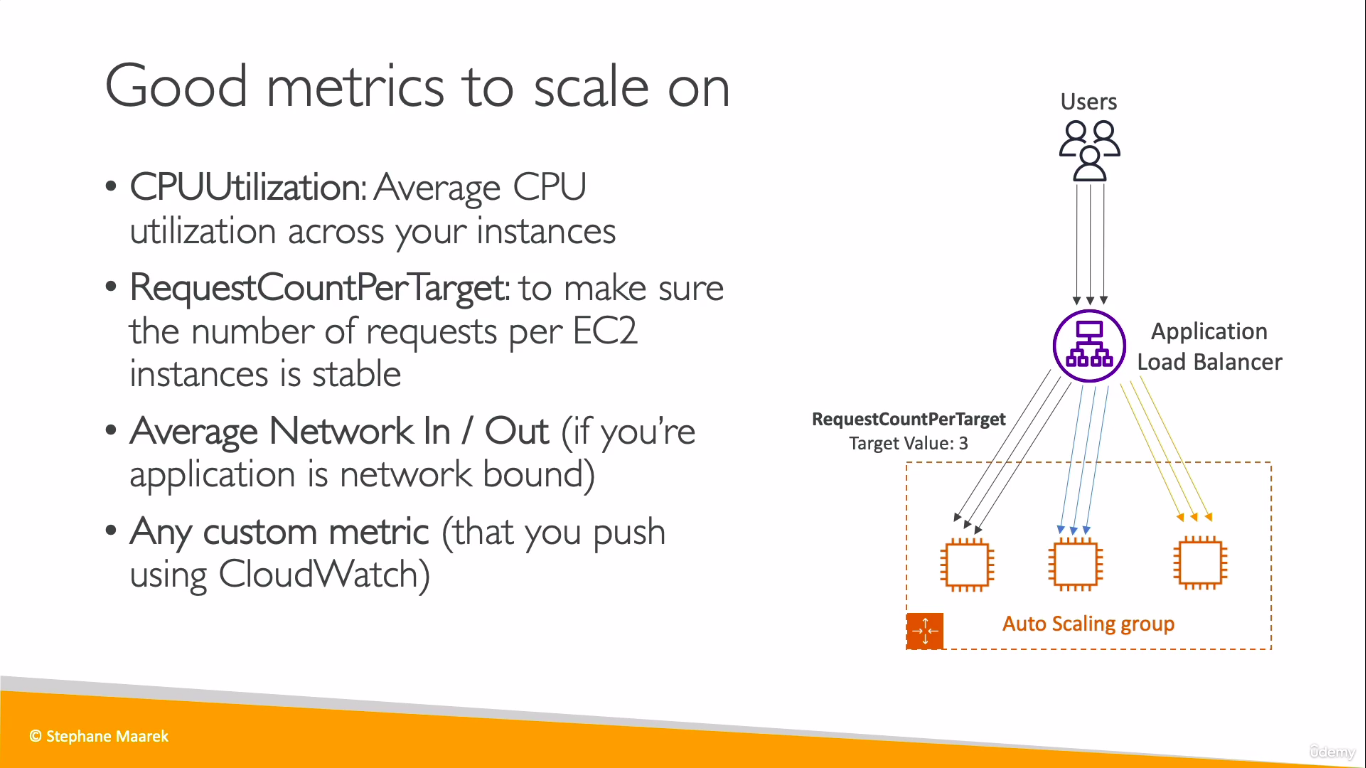 Good metrics to scale on
• CPUUtilization: Average CPU
utilization across your instances
• RequestCountPerTarget: to make sure
the number of requests per EC2
instances is stable
• Average Network In / Out (if you're
application is network bound)
• Any custom metric (that you push
using CloudWatch)
Users
Application
Load Balancer
RequestCountPerTarget
Target Value: 3
Auto Scaling group
© Stephane Maarek
ûdemy